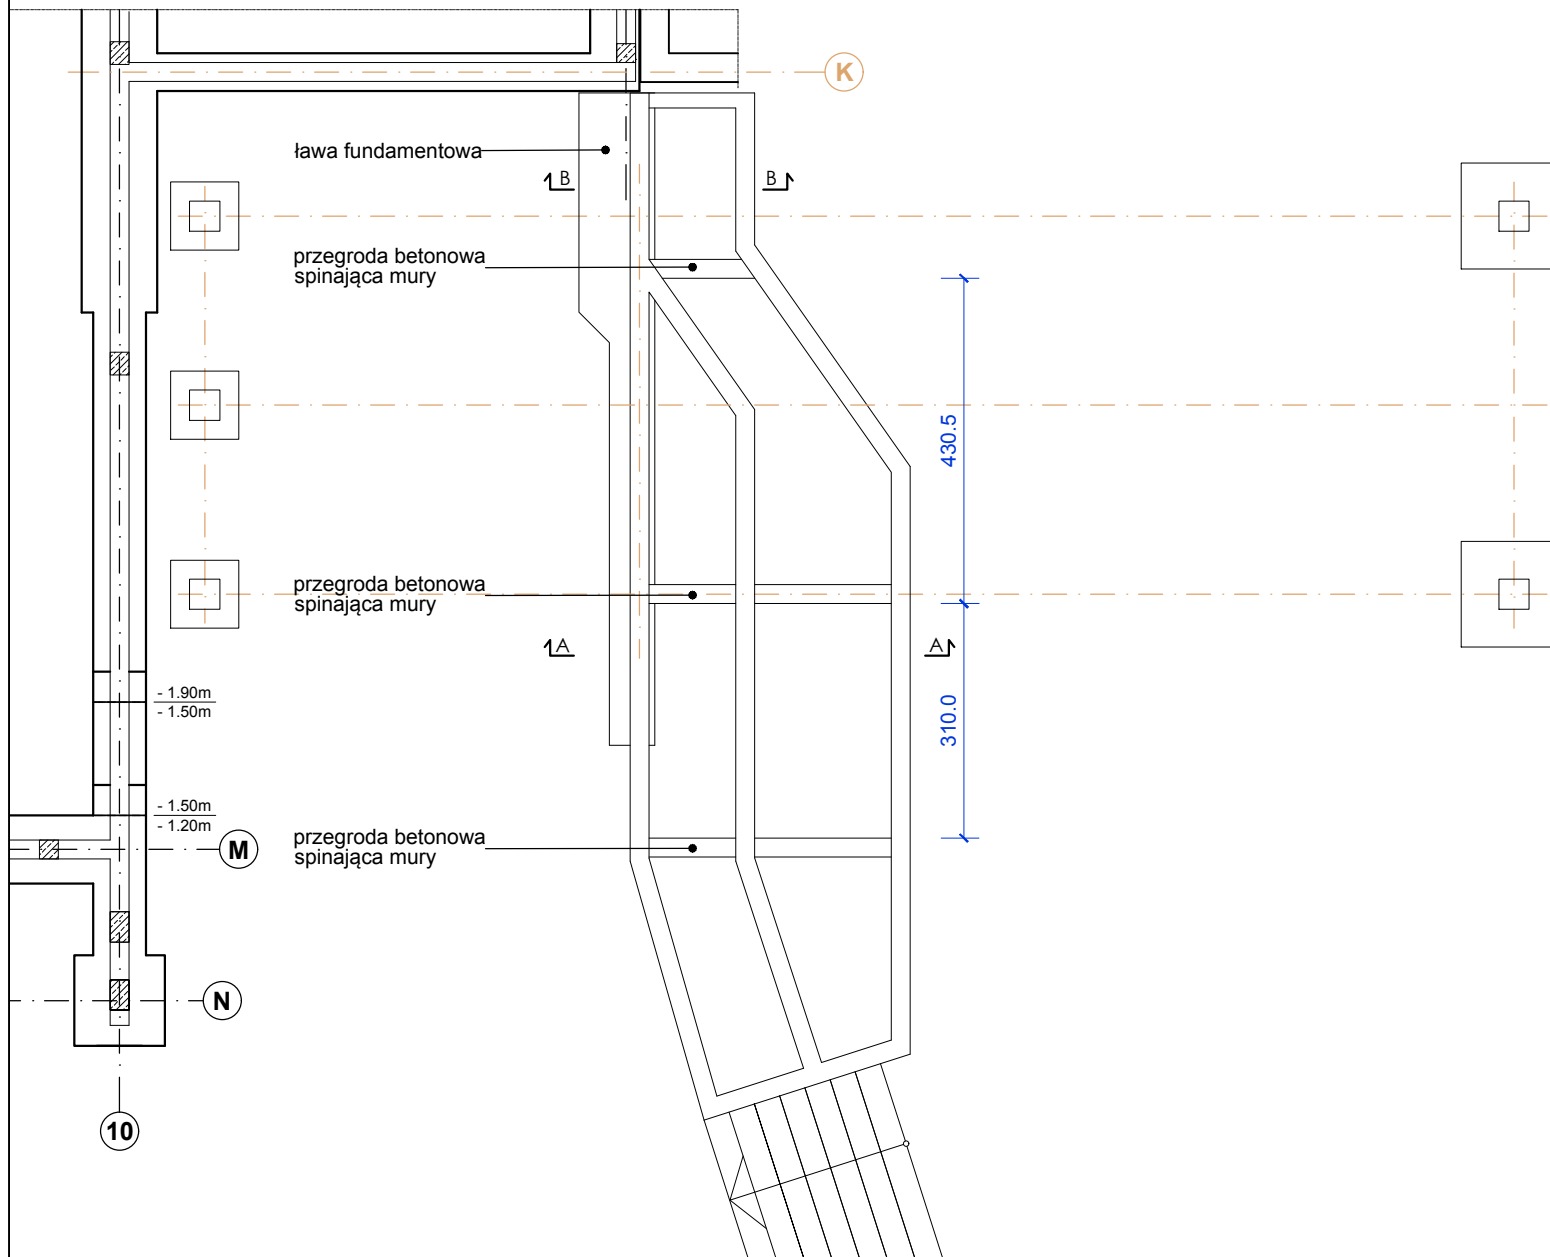 K
ława fundamentowa
B
B
przegroda betonowa
spinająca mury
430.5
przegroda betonowa
spinająca mury
A
A
- 1.90m
- 1.50m
310.0
- 1.50m
- 1.20m
M
przegroda betonowa
spinająca mury
N
10